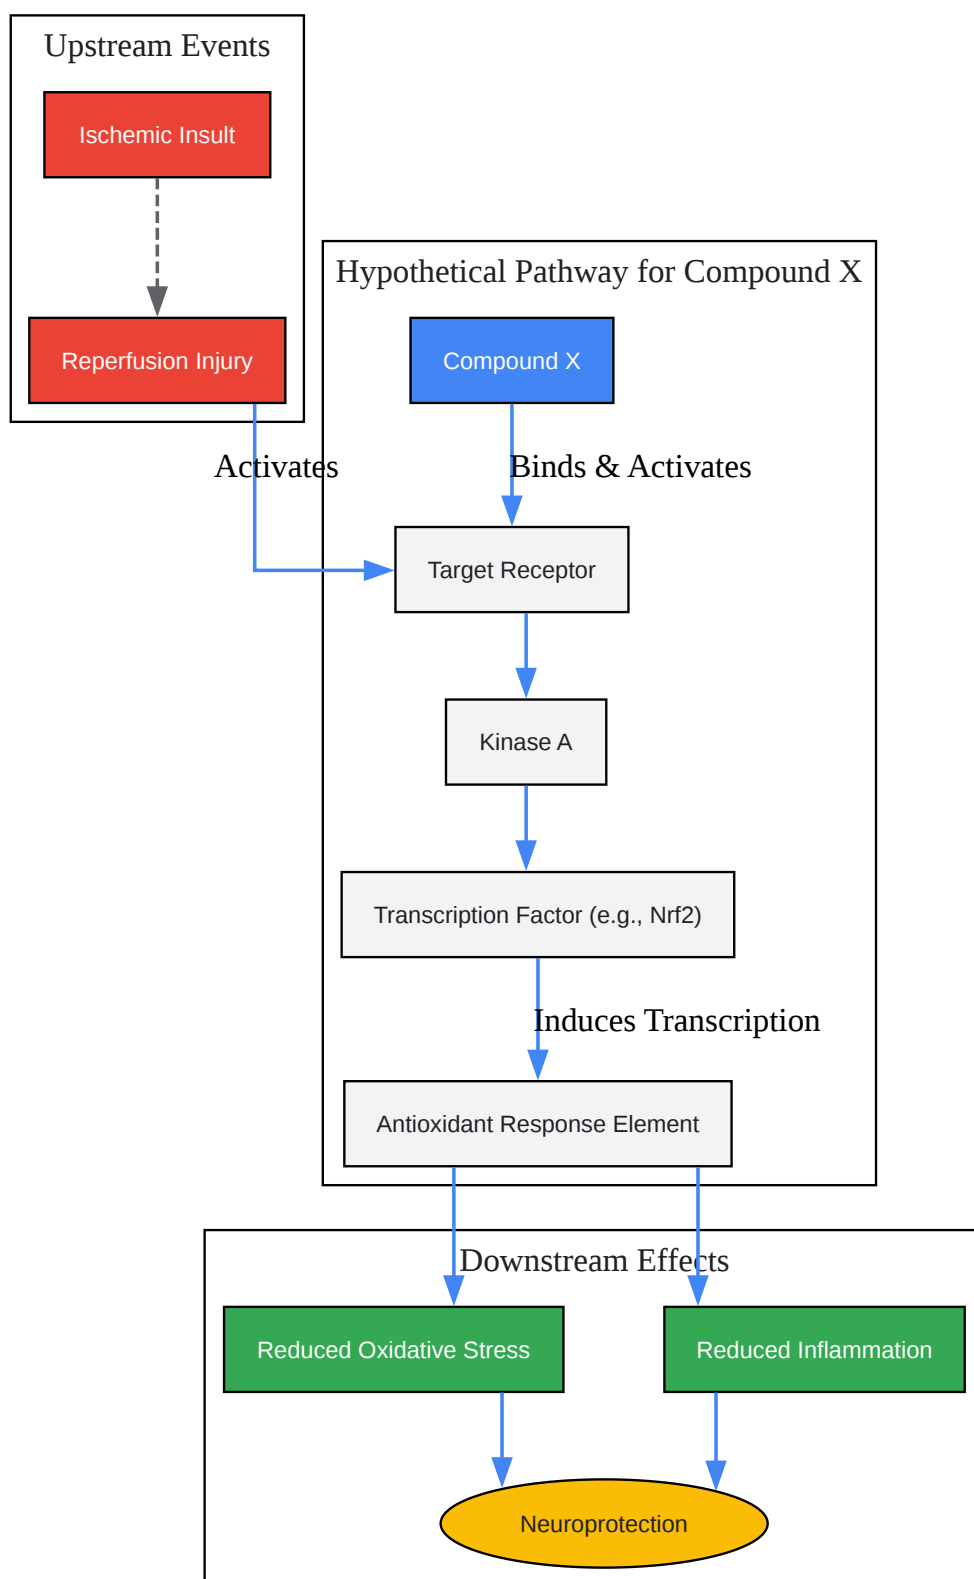 Upstream Events
Ischemic Insult
Reperfusion Injury
Hypothetical Pathway for Compound X
Compound X
Activates
Binds & Activates
Target Receptor
Kinase A
Transcription Factor (e.g., Nrf2)
Induces Transcription
Antioxidant Response Element
Downstream Effects
Reduced Oxidative Stress
Reduced Inflammation
Neuroprotection